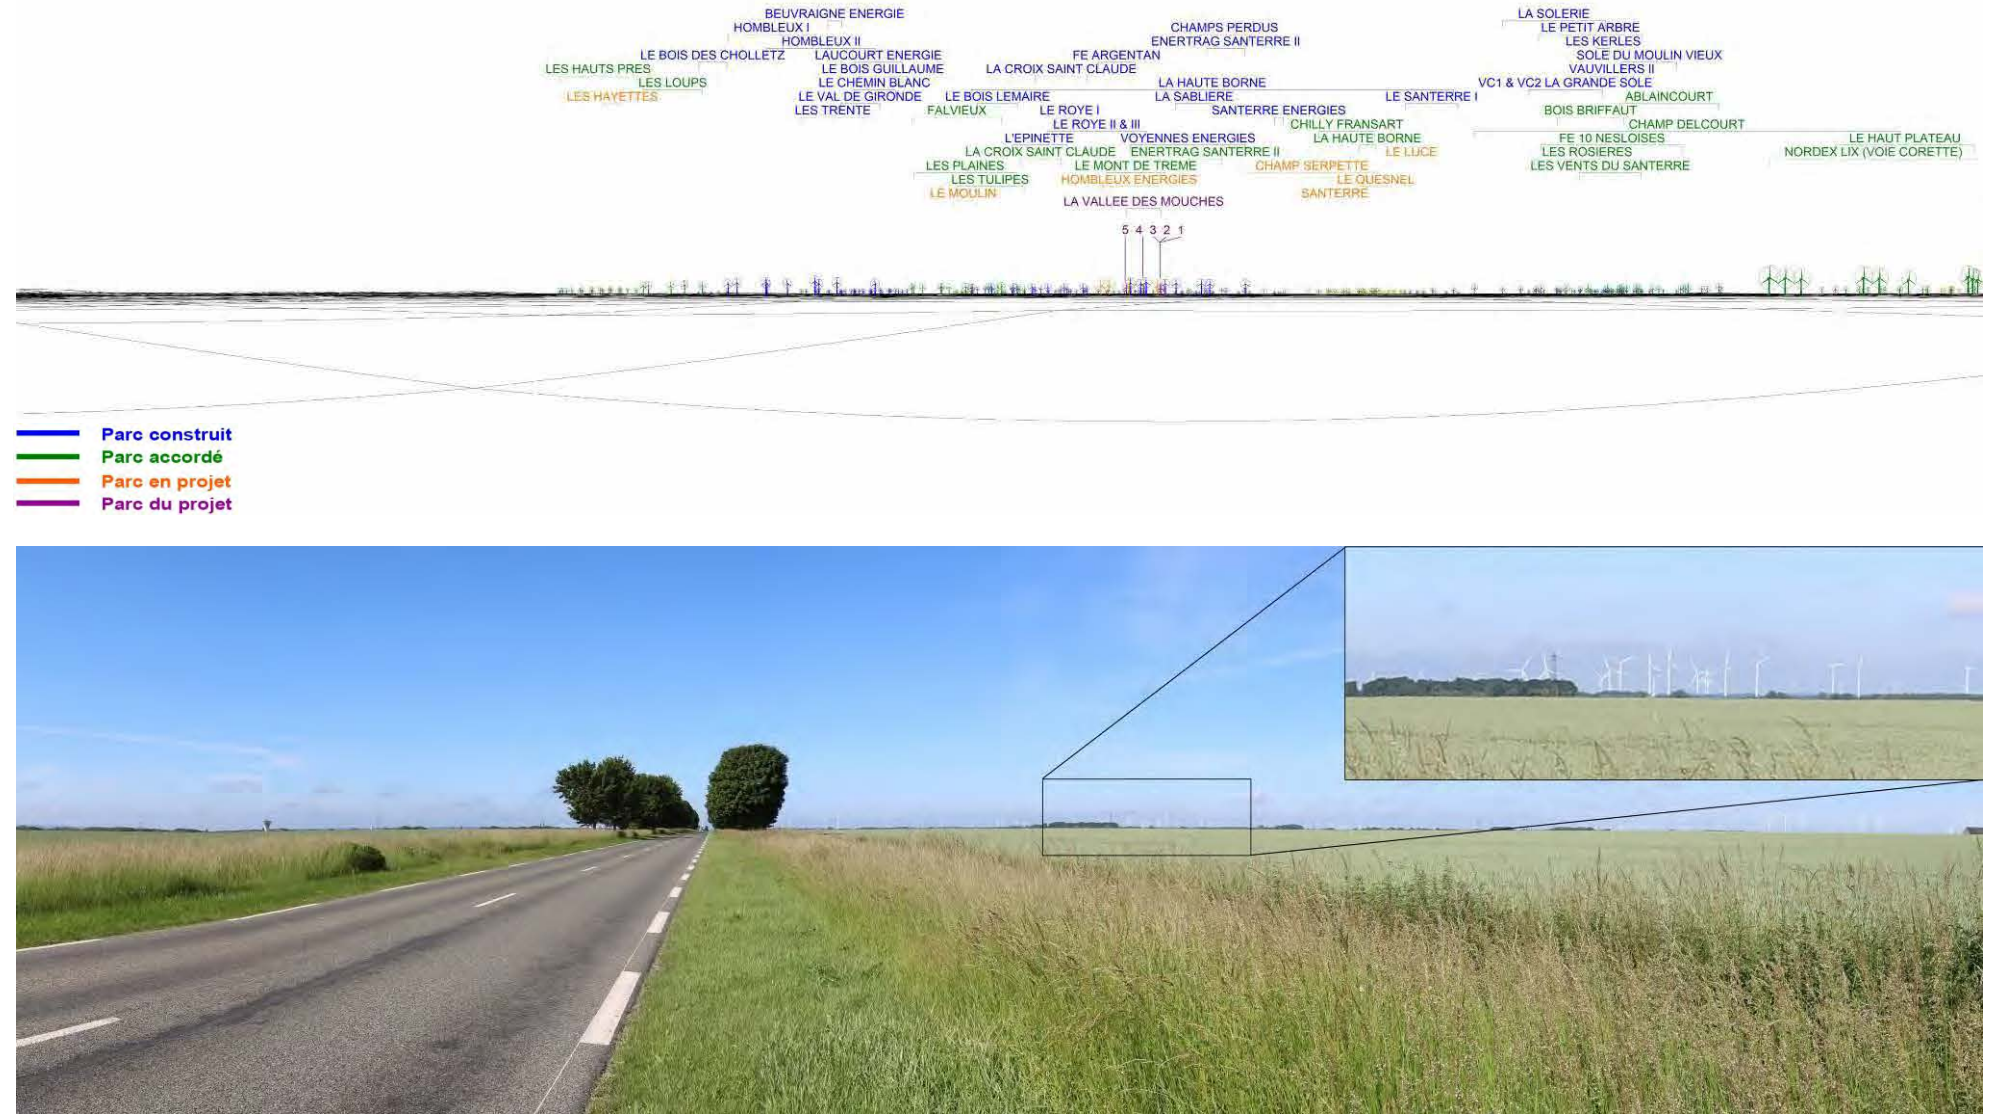 BEUVRAIGNE ENERGIE
HOMBLEUX I
HOMBLEUX II
LE BOIS DES CHOLLETZ
LAUCOURT ENERGIE
LES HAUTS PRES
LE BOIS GUILLAUME
LES LOUPS
LE CHEMIN BLANC
LES HAYETTES
LE VAL DE GIRONDE
LES TRENTE
CHAMPS PERDUS
ENERTRAG SANTERRE II
FE ARGENTAN
LA CROIX SAINT CLAUDE
LA HAUTE BORNE
LE BOIS LEMAIRE
LA SABLIERE
LE SANTERRE I
FALVIEUX
LE ROYE I
SANTERRE ENERGIES
LE ROYE II & III
CHILLY FRANSART
L'EPINETTE
VOYENNES ENERGIES
LA HAUTE BORNE
LA CROIX SAINT CLAUDE
ENERTRAG SANTERRE II
LE LUCE
LES PLAINES
LE MONT DE TREME
CHAMP SERPETTE
LES TULIPES
HOMBLEUX ENERGIES
LE QUESNEL
LE MOULIN
SANTERRE
LA VALLEE DES MOUCHES
5 4 3 2 1
LA SOLERIE
LE PETIT ARBRE
LES KERLES
SOLE DU MOULIN VIEUX
VAUVILLERS II
VC1 & VC2 LA GRANDE SOLE
ABLAINCOURT
BOIS BRIFFAUT
CHAMP DELCOURT
FE 10 NESLOISES
LE HAUT PLATEAU
LES ROSIERES
NORDEX LIX (VOIE CORETTE)
LES VENTS DU SANTERRE
Parc construit
Parc accordé
Parc en projet
Parc du projet